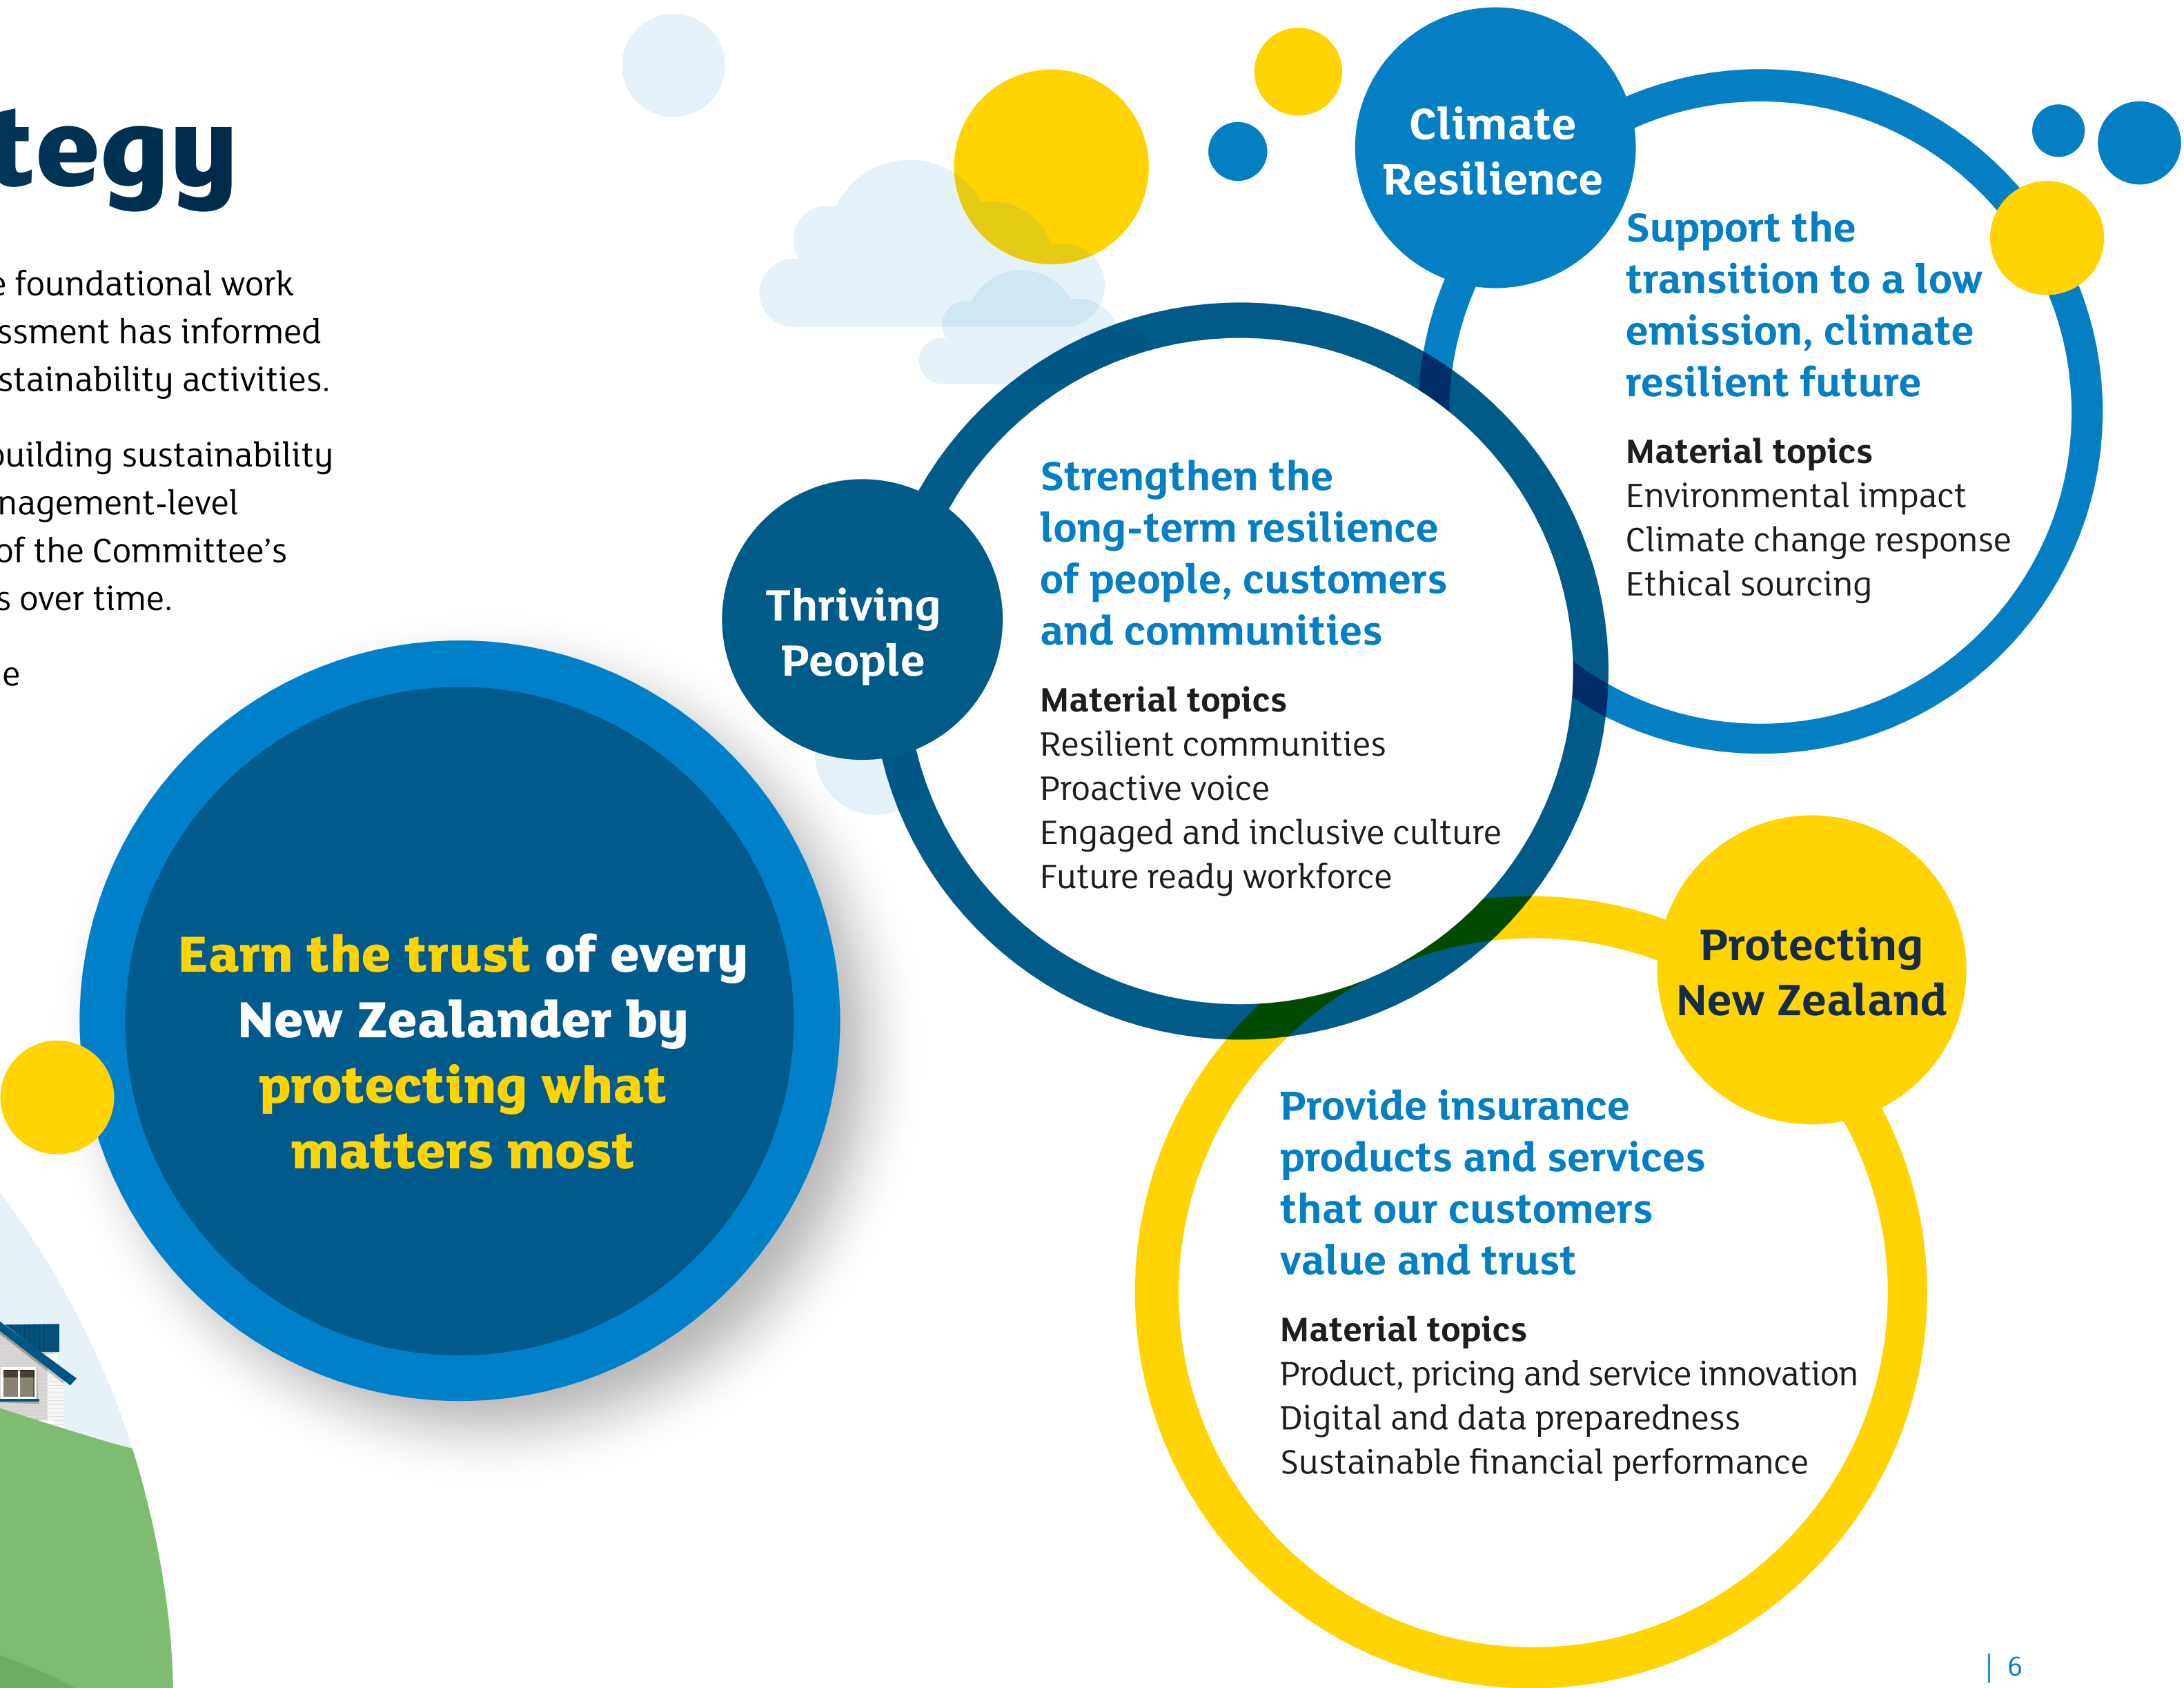 tegy
foundational work
ssment has informed
stainability activities.
building sustainability
nagement-level
of the Committee’s
s over time.
e
Earn the trust of every
New Zealander by
protecting what
matters most
Thriving
People
Strengthen the
long-term resilience
of people, customers
and communities
Material topics
Resilient communities
Proactive voice
Engaged and inclusive culture
Future ready workforce
Climate
Resilience
Support the
transition to a low
emission, climate
resilient future
Material topics
Environmental impact
Climate change response
Ethical sourcing
Protecting
New Zealand
Provide insurance
products and services
that our customers
value and trust
Material topics
Product, pricing and service innovation
Digital and data preparedness
Sustainable financial performance
| 6